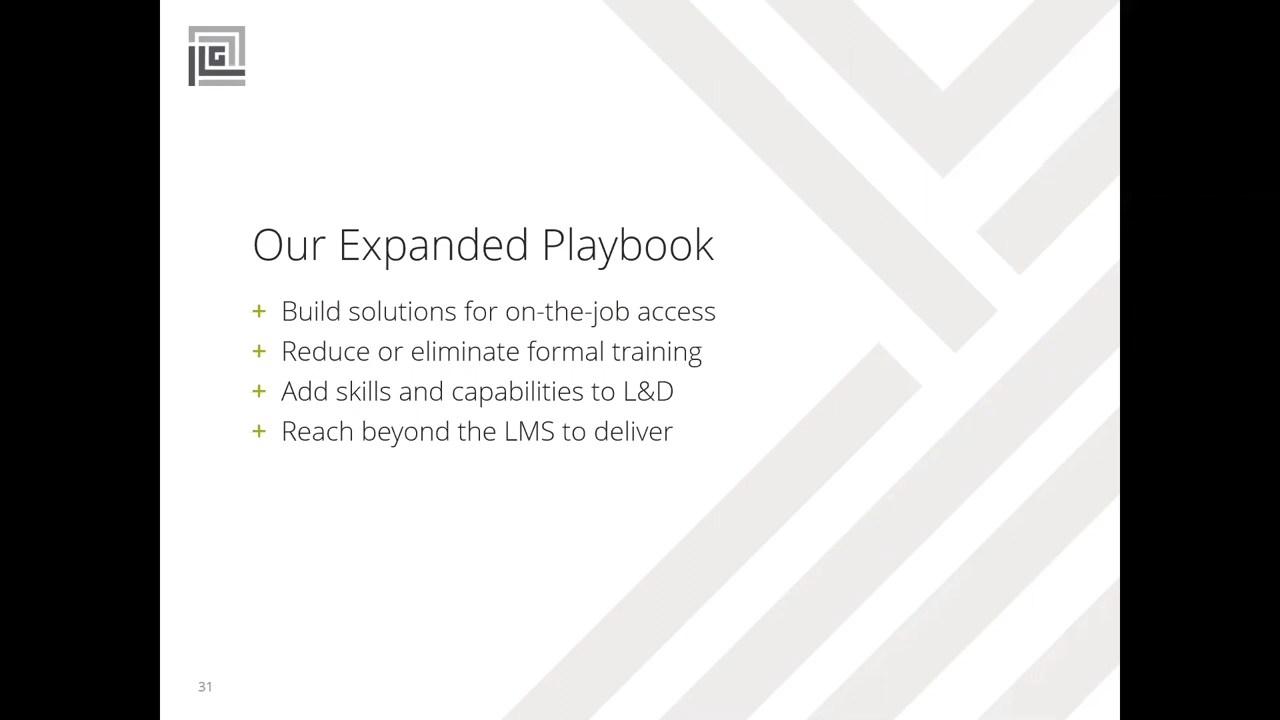 Our Expanded Playbook
+ Build solutions for on-the-job access
+ Reduce or eliminate formal training
+ Add skills and capabilities to L&D
+ Reach beyond the LMS to deliver
31